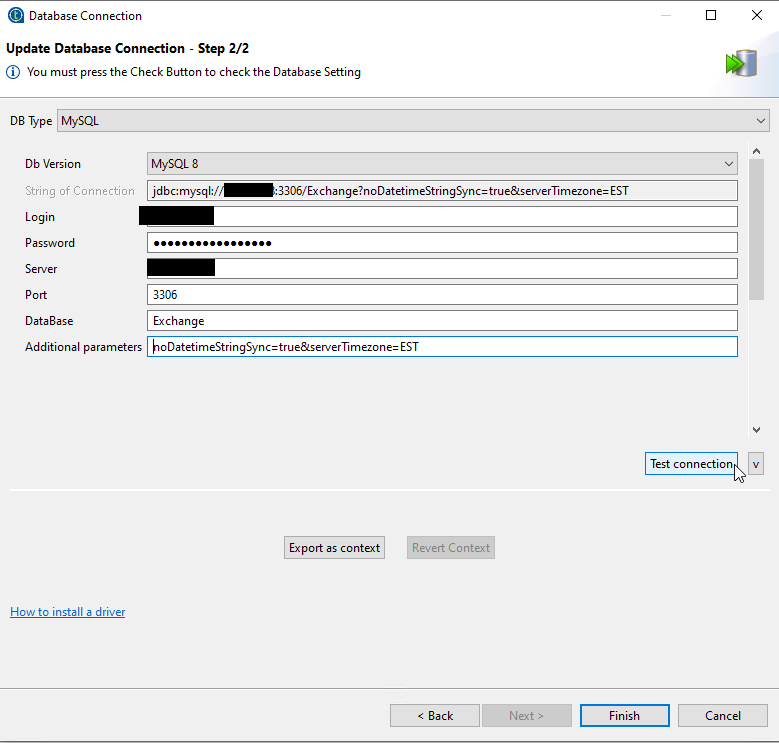 Database Connection
Update Database Connection - Step 2/2
You must press the Check Button to check the Database Setting
DB Type MySQL
Db Version MySQL 8
String of Connection jdbc:mysql:// :3306/Exchange?noDatetimeStringSync=true&serverTimezone=EST
Login
Password ●●●●●●●●●●●●●●●●●
Server
Port 3306
DataBase Exchange
Additional parameters noDatetimeStringSync=true&serverTimezone=EST
Test connection v
Export as context Revert Context
How to install a driver
< Back Next > Finish Cancel